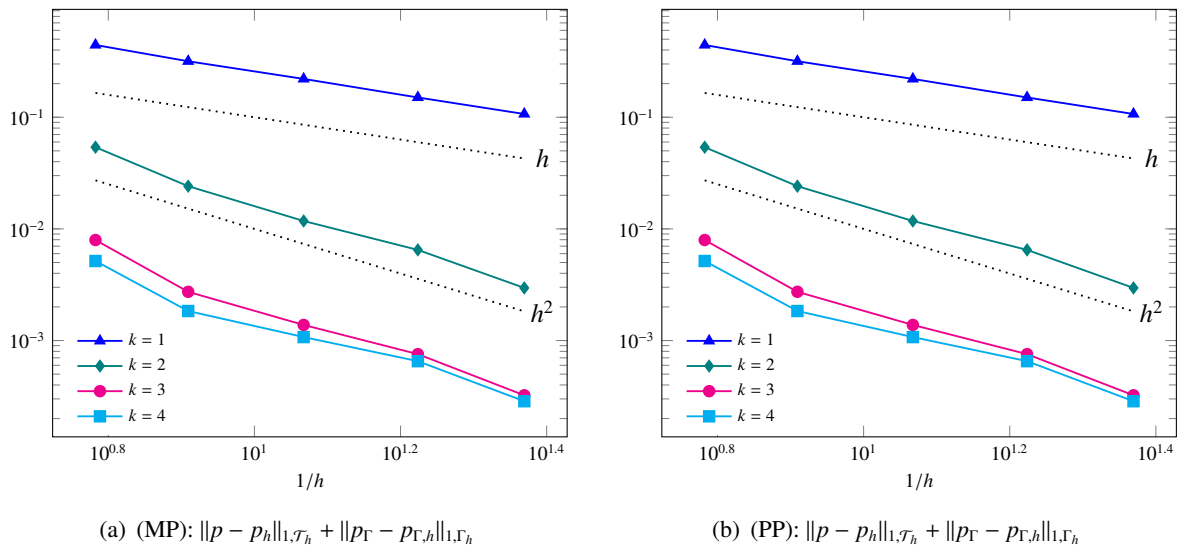 10⁻¹
10⁻²
10⁻³
h
h²
k = 1
k = 2
k = 3
k = 4
10^0.8
10^1
10^1.2
10^1.4
1/h
(a) (MP): ‖p − p_h‖_{1,𝒯_h} + ‖p_Γ − p_{Γ,h}‖_{1,Γ_h}
10⁻¹
10⁻²
10⁻³
h
h²
k = 1
k = 2
k = 3
k = 4
10^0.8
10^1
10^1.2
10^1.4
1/h
(b) (PP): ‖p − p_h‖_{1,𝒯_h} + ‖p_Γ − p_{Γ,h}‖_{1,Γ_h}